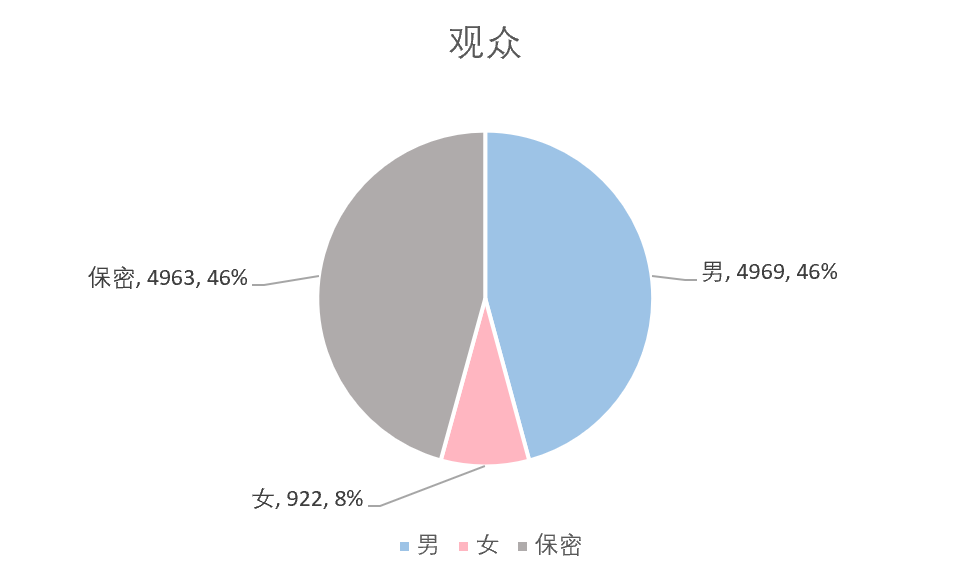 观众
保密, 4963, 46%
男, 4969, 46%
女, 922, 8%
男 女 保密